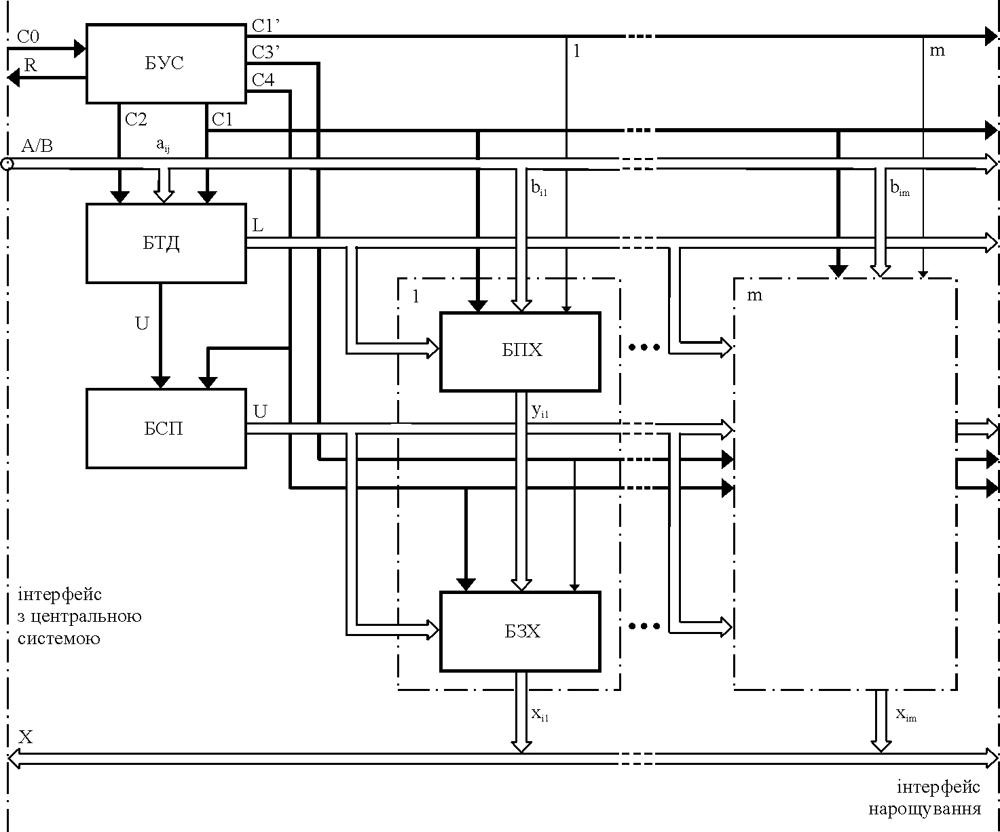 C0
R
БУС
C1’
C3’
C4
1
m
C2
C1
A/B
aij
bi1
bim
БТД
L
U
1
m
БПХ
БСП
U
yi1
інтерфейс
з центральною
системою
БЗХ
xi1
xim
X
інтерфейс
нарощування